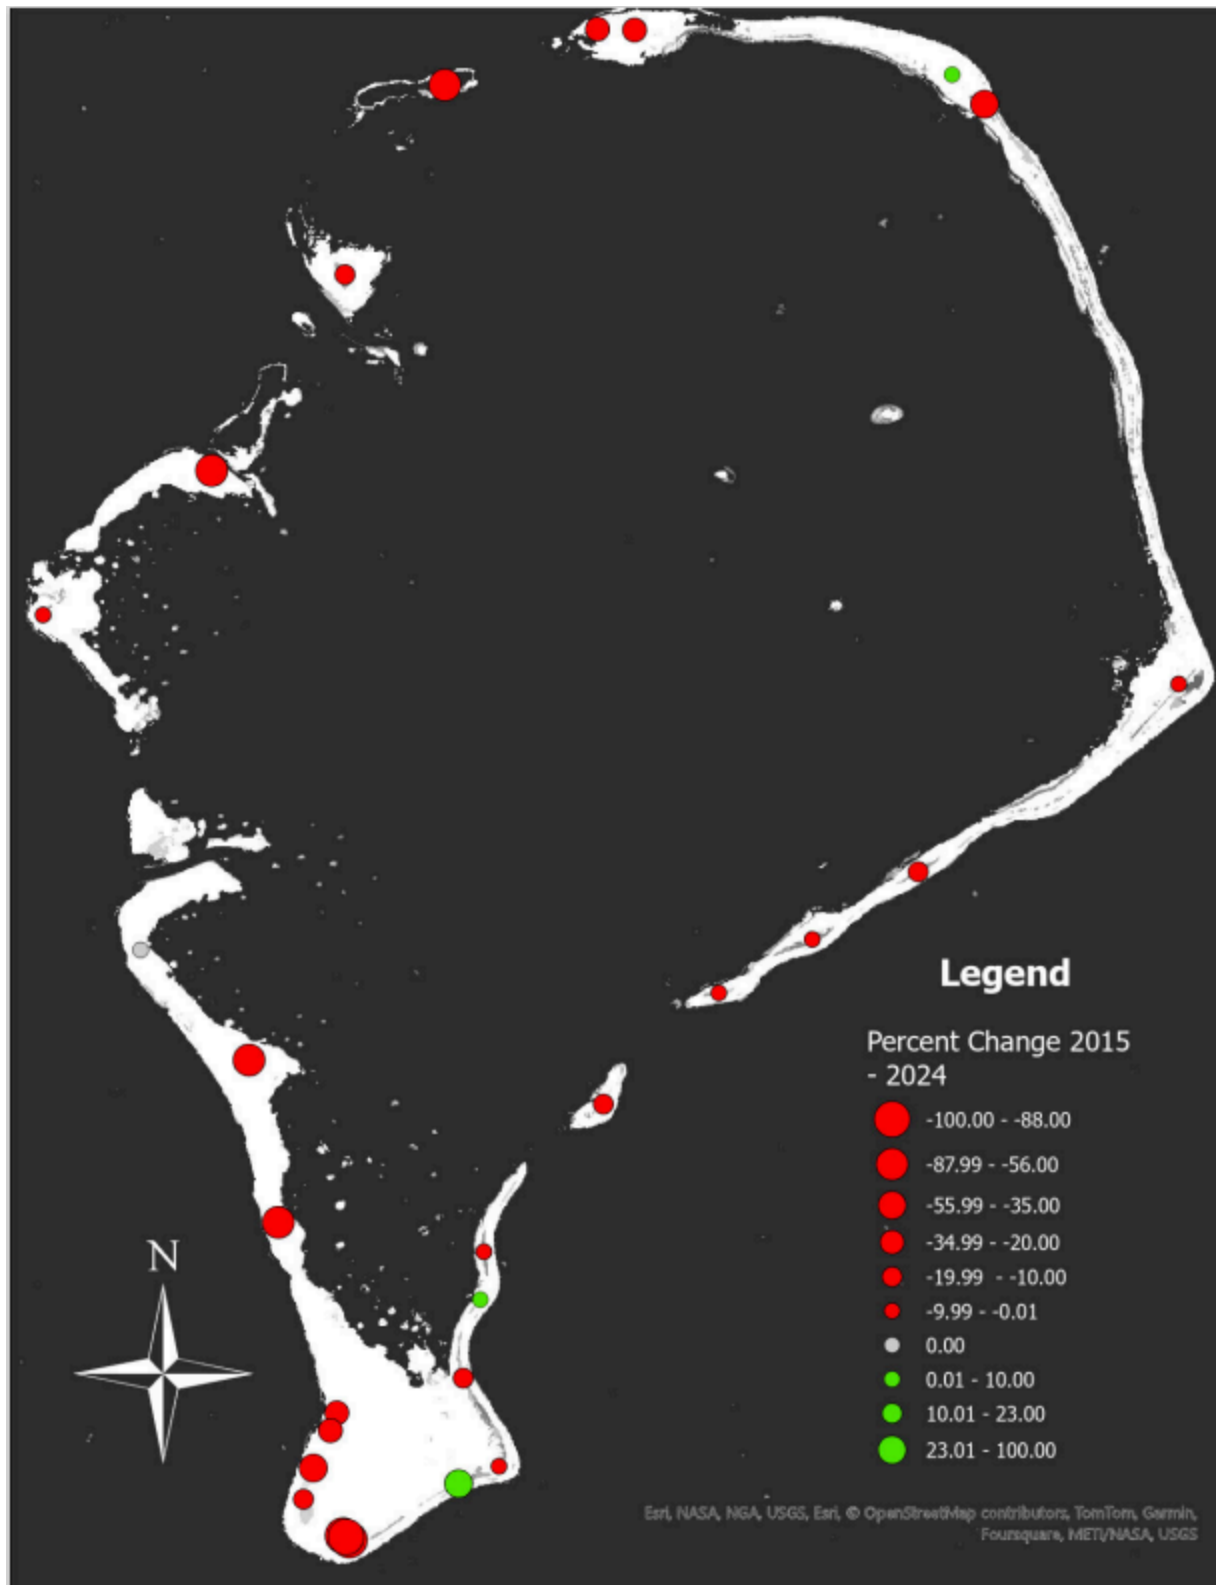 Legend
Percent Change 2015
- 2024
-100.00 - -88.00
-87.99 - -56.00
-55.99 - -35.00
-34.99 - -20.00
-19.99 - -10.00
-9.99 - -0.01
0.00
0.01 - 10.00
10.01 - 23.00
23.01 - 100.00
N
Esri, NASA, NGA, USGS, Esri, © OpenStreetMap contributors, TomTom, Garmin,
Foursquare, METI/NASA, USGS